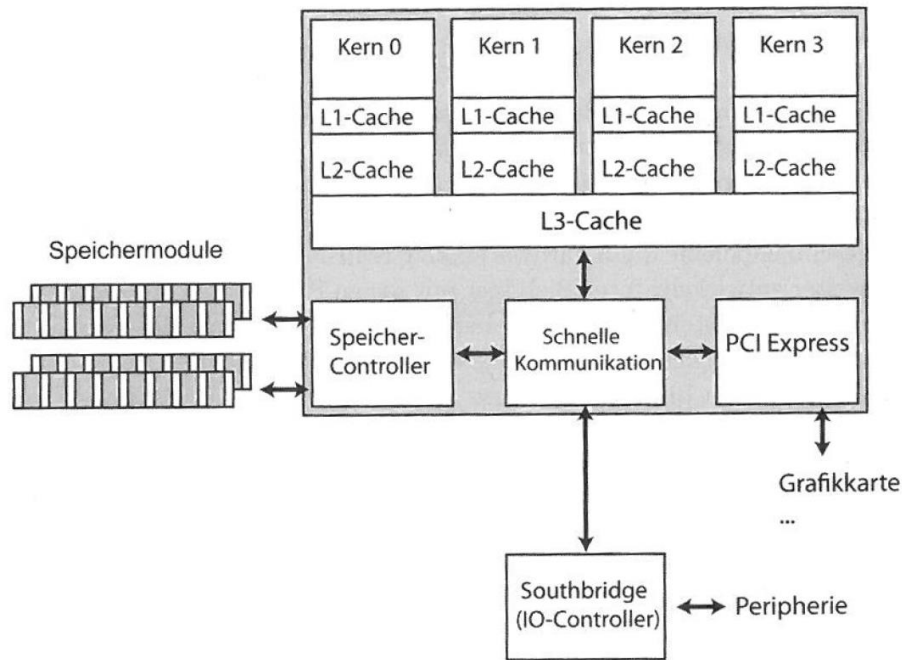 Kern 0
Kern 1
Kern 2
Kern 3
L1-Cache
L1-Cache
L1-Cache
L1-Cache
L2-Cache
L2-Cache
L2-Cache
L2-Cache
L3-Cache
Speichermodule
Speicher-
Controller
Schnelle
Kommunikation
PCI Express
Grafikkarte
...
Southbridge
(IO-Controller)
Peripherie